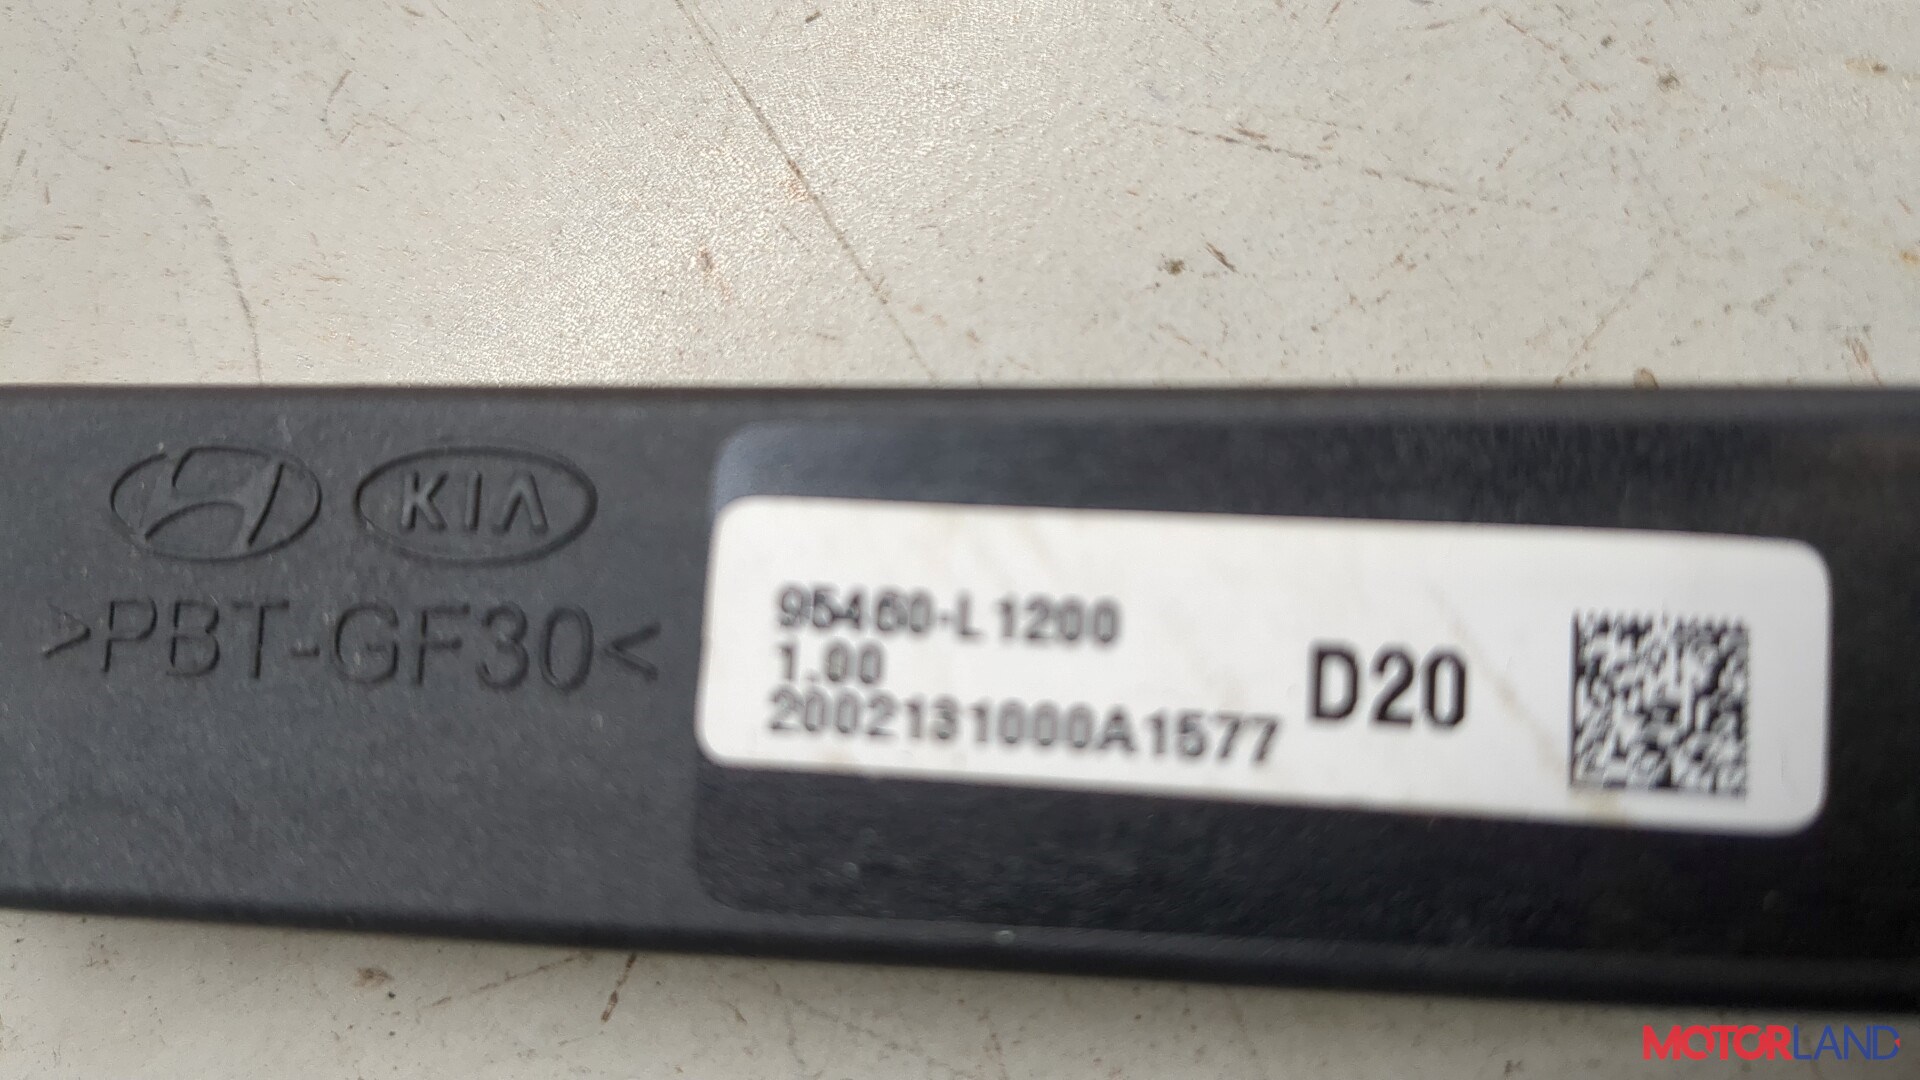 KIA
>PBT-GF30<
95460-L1200
1.00
2002131000A1577
D20
MOTORLAND